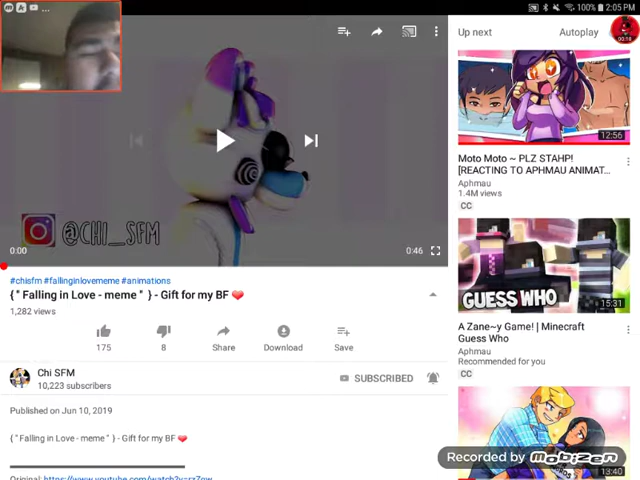 100% 2:05 PM
Up next
Autoplay
00:18
@CHI_SFM
0:00
0:46
12:56
Moto Moto ~ PLZ STAHP!
[REACTING TO APHMAU ANIMAT...
Aphmau
1.4M views
CC
#chisfm #fallinginlovememe #animations
{ " Falling in Love - meme " } - Gift for my BF ❤
1,282 views
175
8
Share
Download
Save
GUESS WHO
15:31
A Zane~y Game! | Minecraft
Guess Who
Aphmau
Recommended for you
CC
Chi SFM
10,223 subscribers
SUBSCRIBED
Published on Jun 10, 2019
{ " Falling in Love - meme " } - Gift for my BF ❤
Recorded by MOBIZEN
13:40